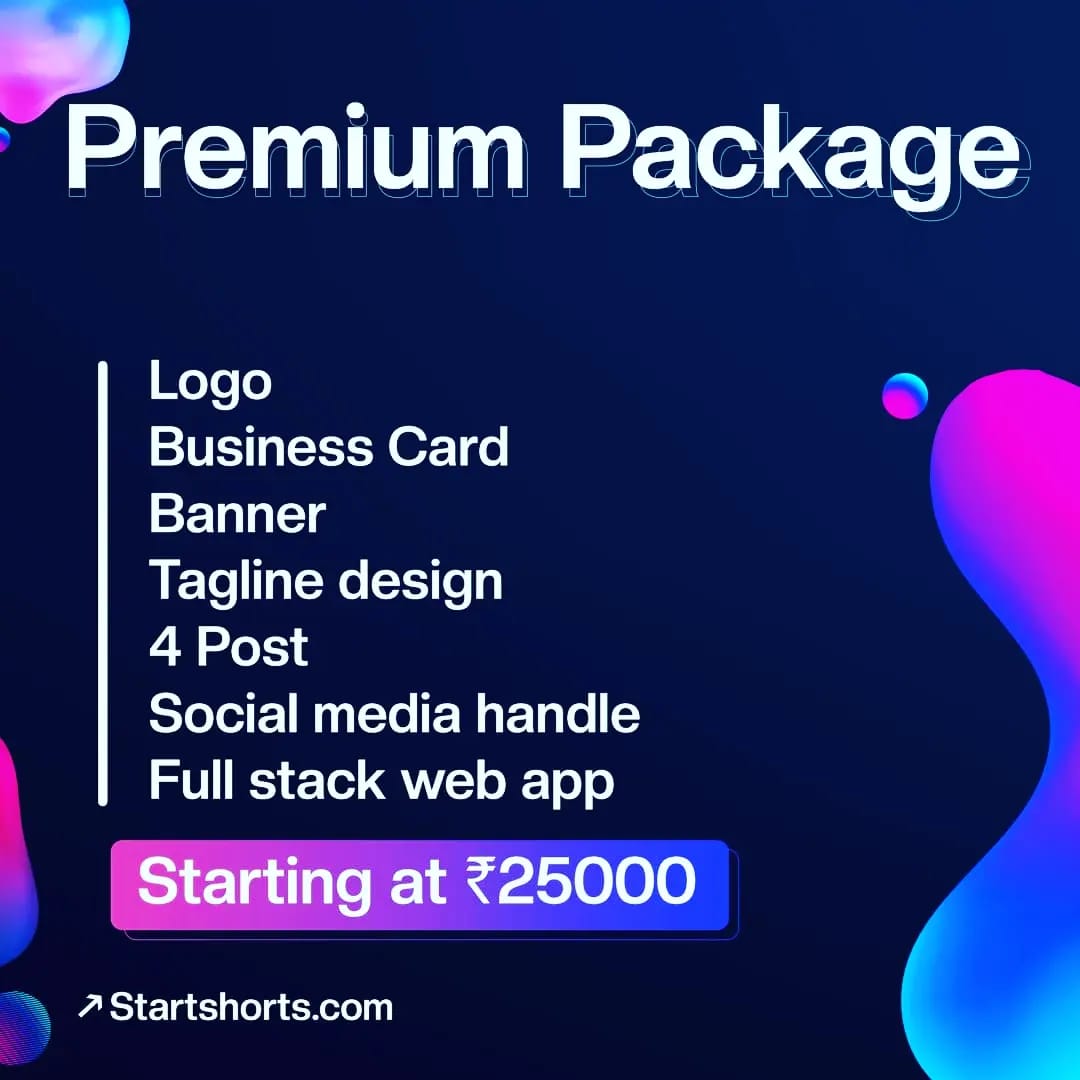 Premium Package
Logo
Business Card
Banner
Tagline design
4 Post
Social media handle
Full stack web app
Starting at ₹25000
↗Startshorts.com